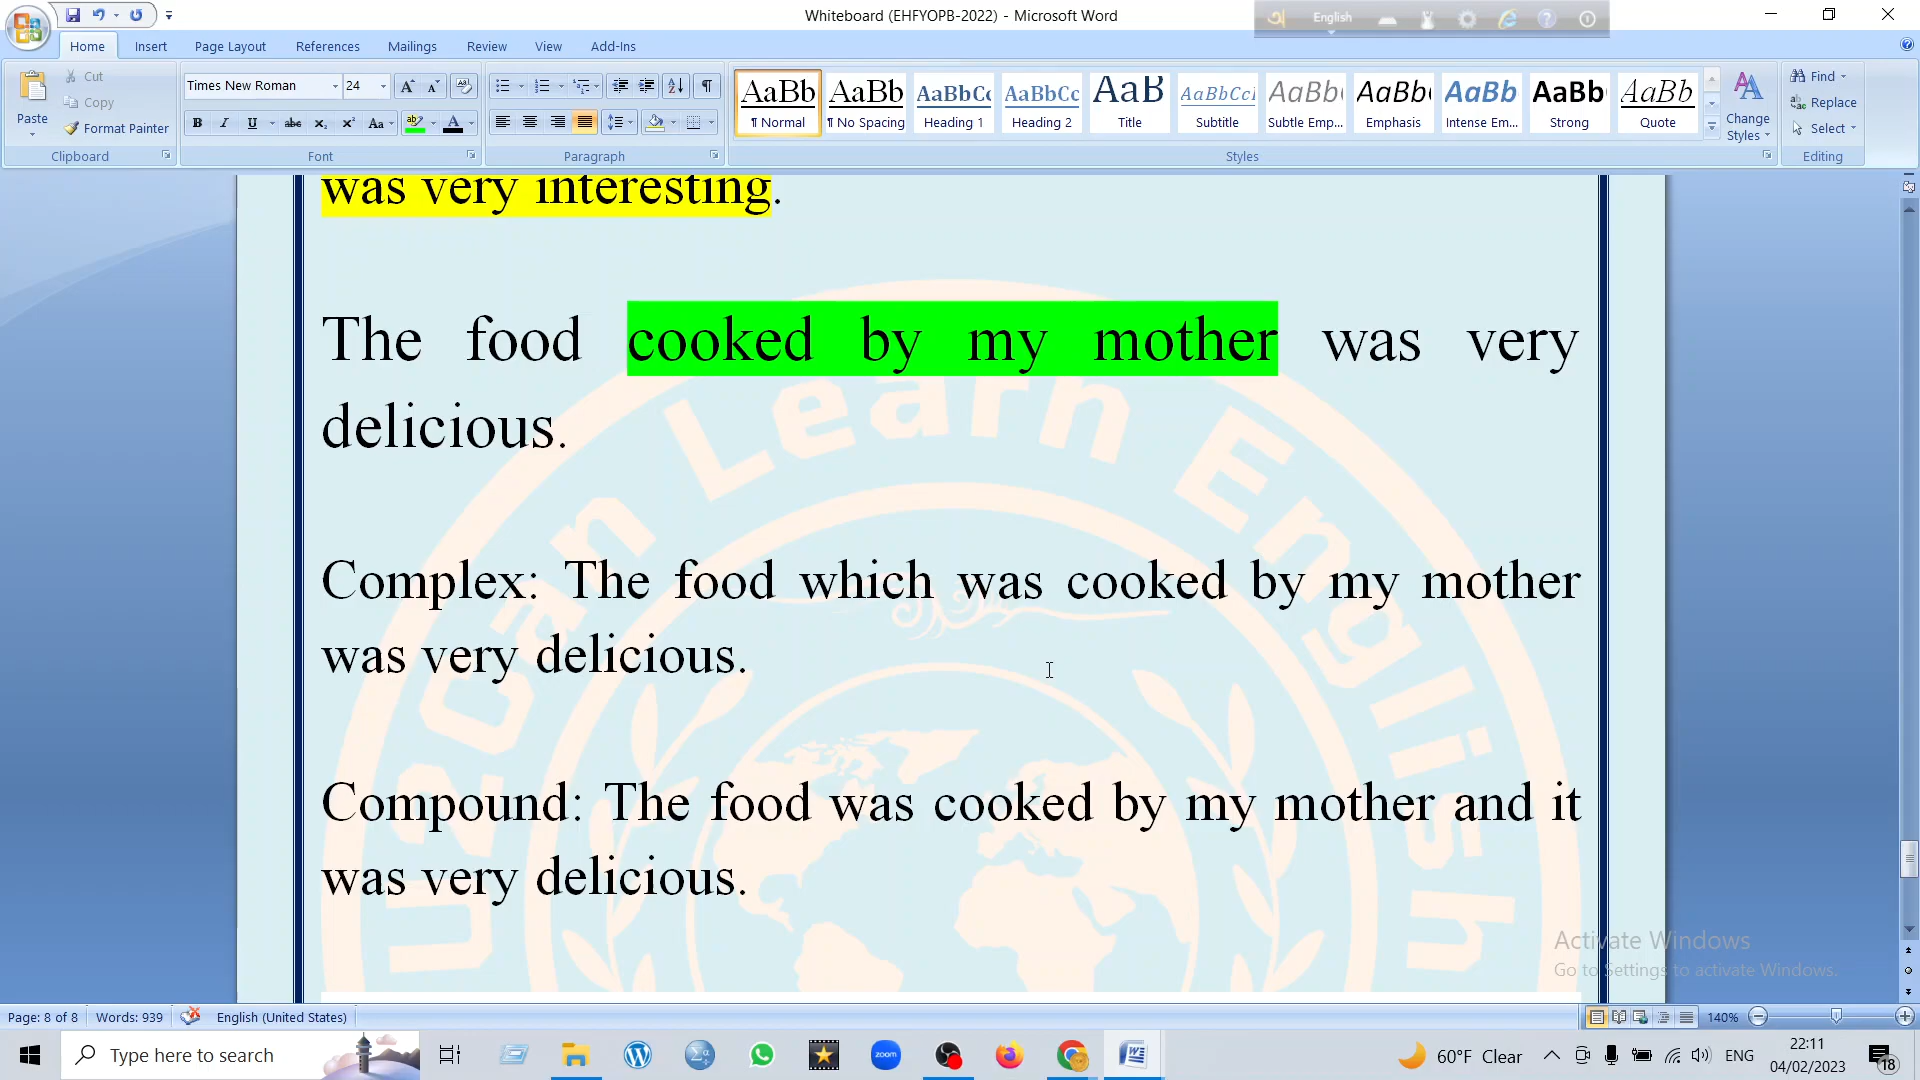 Whiteboard (EHFYOPB-2022) - Microsoft Word
English
Home Insert Page Layout References Mailings Review View Add-Ins
Paste
Cut
Copy
Format Painter
Clipboard
Times New Roman 24
Font
Paragraph
AaBb AaBb AaBbCc AaBbCc AaB AaBbCcI AaBb( AaBb( AaBb AaBb AaBb
¶ Normal ¶ No Spacing Heading 1 Heading 2 Title Subtitle Subtle Emp... Emphasis Intense Em... Strong Quote
Change
Styles
Styles
Find
Replace
Select
Editing
was very interesting.
The food cooked by my mother was very
delicious.
Complex: The food which was cooked by my mother
was very delicious.
Compound: The food was cooked by my mother and it
was very delicious.
U2Can Learn English
Activate Windows
Go to Settings to activate Windows.
Page: 8 of 8 Words: 939 English (United States) 140%
Type here to search
zoom
60°F Clear
ENG
22:11
04/02/2023
18